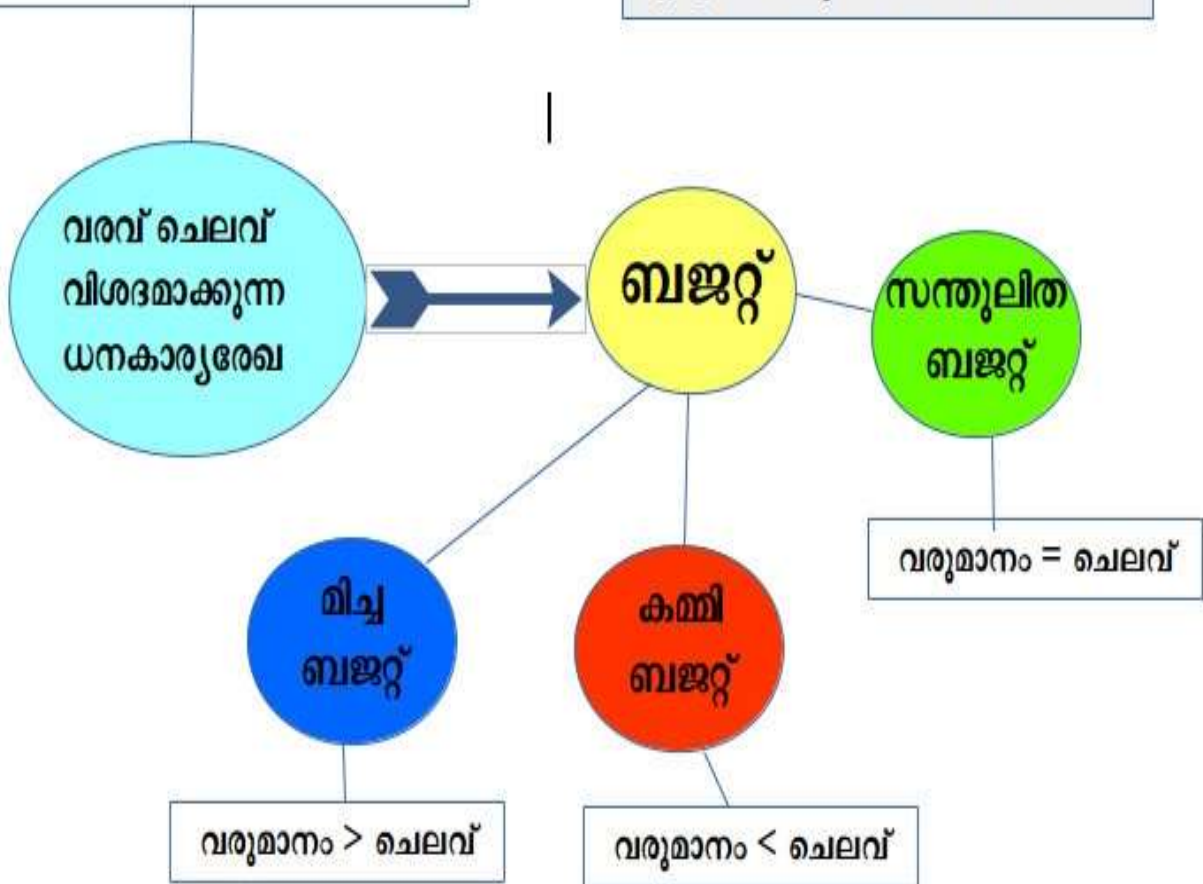 വരവ് ചെലവ്
വിശദമാക്കുന്ന
ധനകാര്യരേഖ
ബജറ്റ്
സന്തുലിത
ബജറ്റ്
വരുമാനം = ചെലവ്
മിച്ച
ബജറ്റ്
കമ്മി
ബജറ്റ്
വരുമാനം > ചെലവ്
വരുമാനം < ചെലവ്